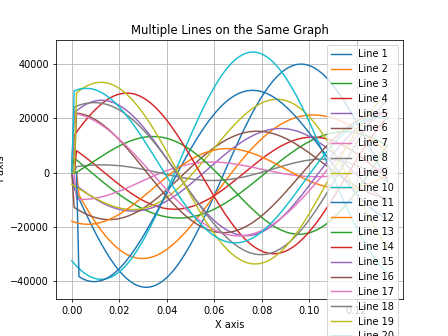 Multiple Lines on the Same Graph
40000
20000
0
−20000
−40000
0.00
0.02
0.04
0.06
0.08
0.10
X axis
Line 1
Line 2
Line 3
Line 4
Line 5
Line 6
Line 7
Line 8
Line 9
Line 10
Line 11
Line 12
Line 13
Line 14
Line 15
Line 16
Line 17
Line 18
Line 19
Line 20